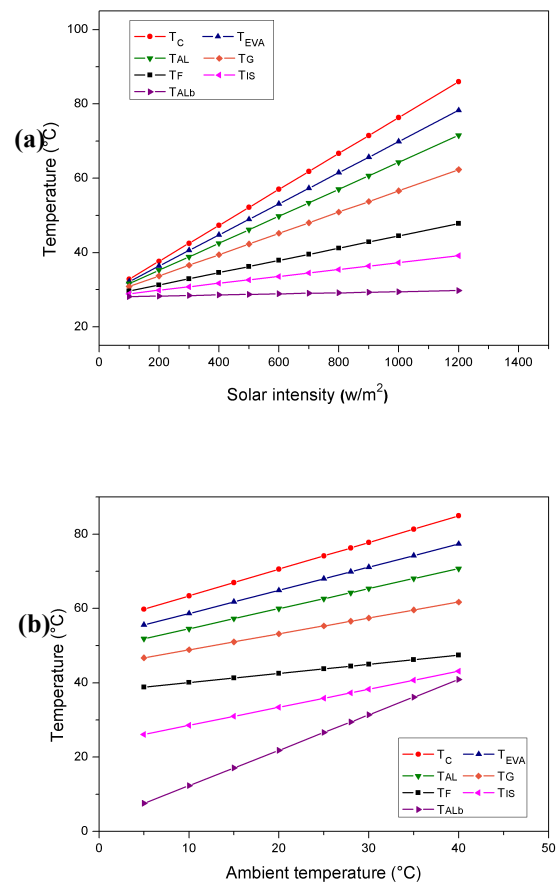 (a)
Temperature (°C)
100
80
60
40
20
T_C T_EVA
T_AL T_G
T_F T_IS
T_ALb
0 200 400 600 800 1000 1200 1400
Solar intensity (w/m²)
(b)
Temperature (°C)
80
60
40
20
0
T_C T_EVA
T_AL T_G
T_F T_IS
T_ALb
0 10 20 30 40 50
Ambient temperature (°C)